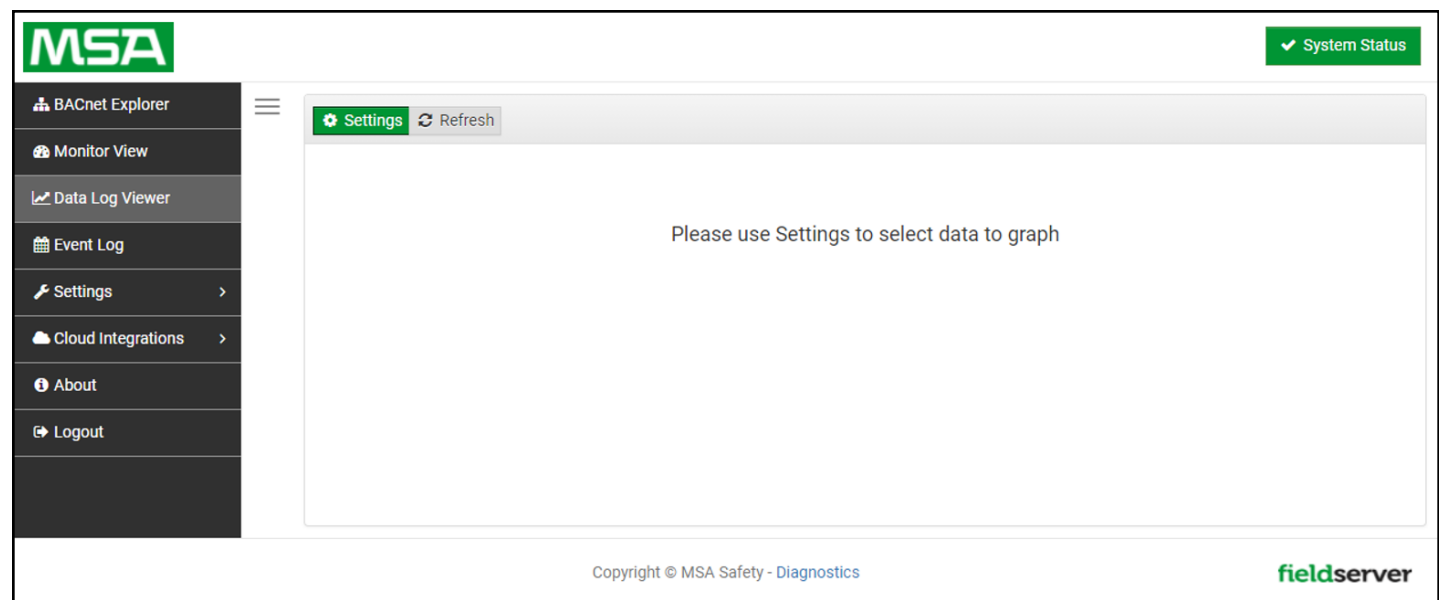 MSA
System Status
BACnet Explorer
Monitor View
Data Log Viewer
Event Log
Settings
Cloud Integrations
About
Logout
Settings Refresh
Please use Settings to select data to graph
Copyright © MSA Safety - Diagnostics
fieldserver